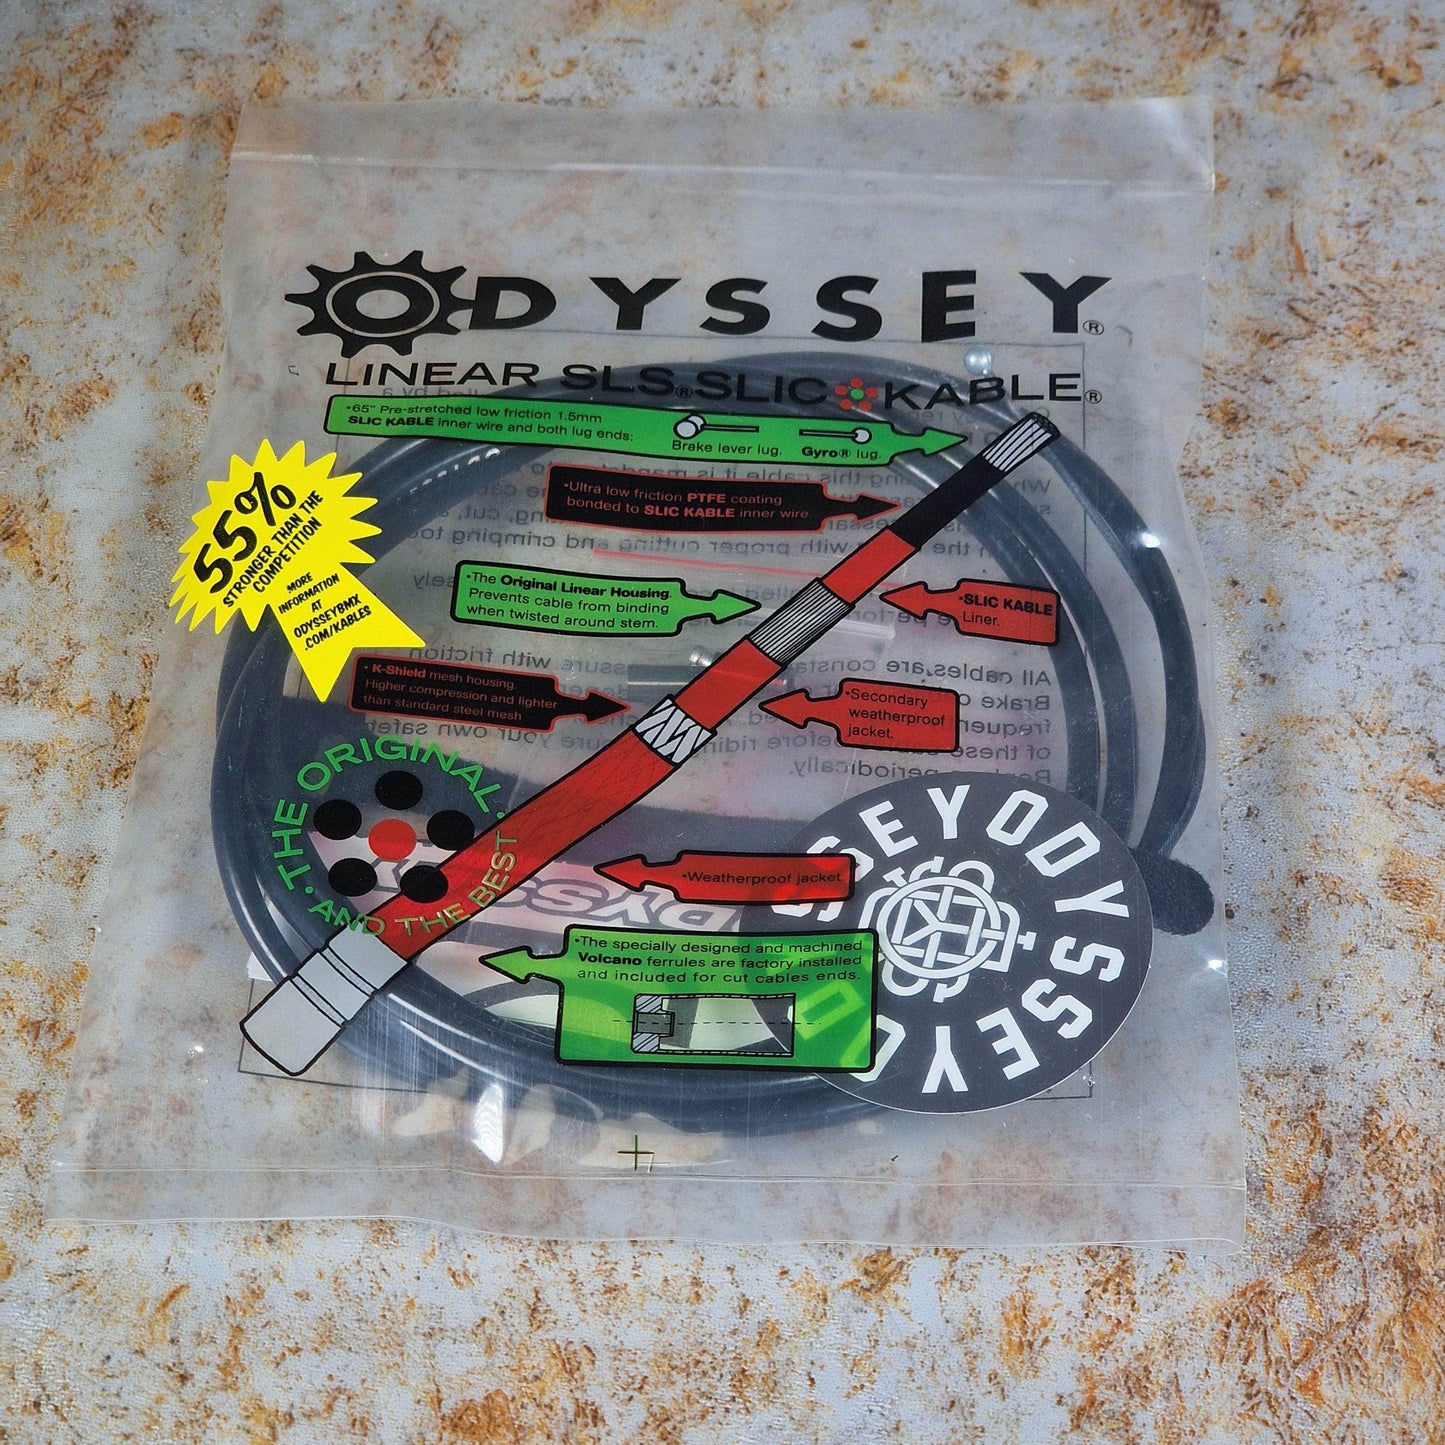 ODYSSEY®
LINEAR SLS® SLIC KABLE®
•65" Pre-stretched low friction 1.5mm
SLIC KABLE inner wire and both lug ends:
Brake lever lug. Gyro® lug.
•Ultra low friction PTFE coating
bonded to SLIC KABLE inner wire.
55%
STRONGER THAN THE
COMPETITION
MORE
INFORMATION
AT
ODYSSEYBMX
.COM/KABLES
•The Original Linear Housing.
Prevents cable from binding
when twisted around stem.
•SLIC KABLE
Liner.
• K-Shield mesh housing.
Higher compression and lighter
than standard steel mesh
•Secondary
weatherproof
jacket.
• THE ORIGINAL •
AND THE BEST
•Weatherproof jacket.
•The specially designed and machined
Volcano ferrules are factory installed
and included for cut cables ends.
ODYSSEYODYSSEY